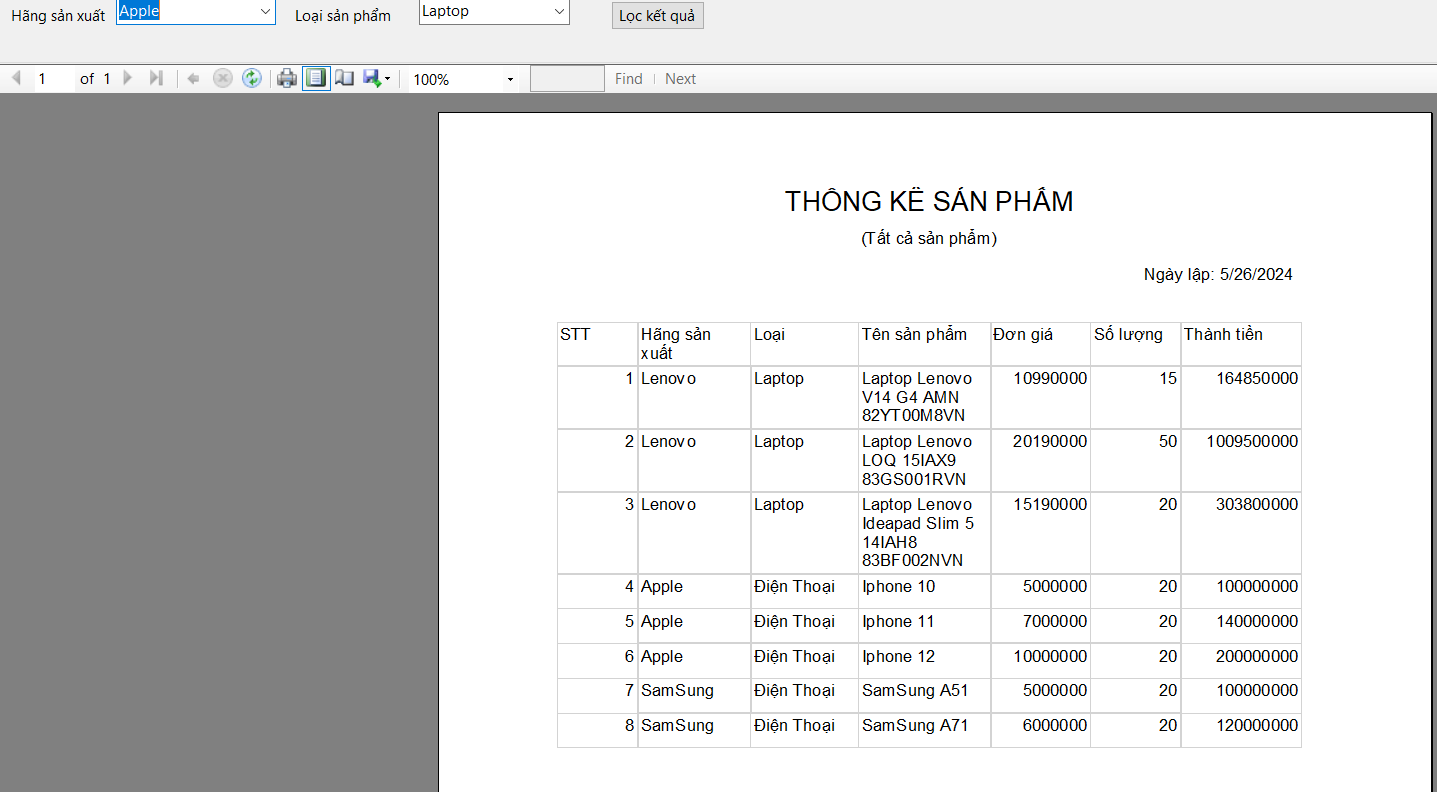 Hãng sản xuất Apple Loại sản phẩm Laptop Lọc kết quả
1 of 1 100% Find Next
THỐNG KÊ SẢN PHẨM
(Tất cả sản phẩm)
Ngày lập: 5/26/2024
STT Hãng sản xuất Loại Tên sản phẩm Đơn giá Số lượng Thành tiền
1 Lenovo Laptop Laptop Lenovo V14 G4 AMN 82YT00M8VN 10990000 15 164850000
2 Lenovo Laptop Laptop Lenovo LOQ 15IAX9 83GS001RVN 20190000 50 1009500000
3 Lenovo Laptop Laptop Lenovo Ideapad Slim 5 14IAH8 83BF002NVN 15190000 20 303800000
4 Apple Điện Thoại Iphone 10 5000000 20 100000000
5 Apple Điện Thoại Iphone 11 7000000 20 140000000
6 Apple Điện Thoại Iphone 12 10000000 20 200000000
7 SamSung Điện Thoại SamSung A51 5000000 20 100000000
8 SamSung Điện Thoại SamSung A71 6000000 20 120000000